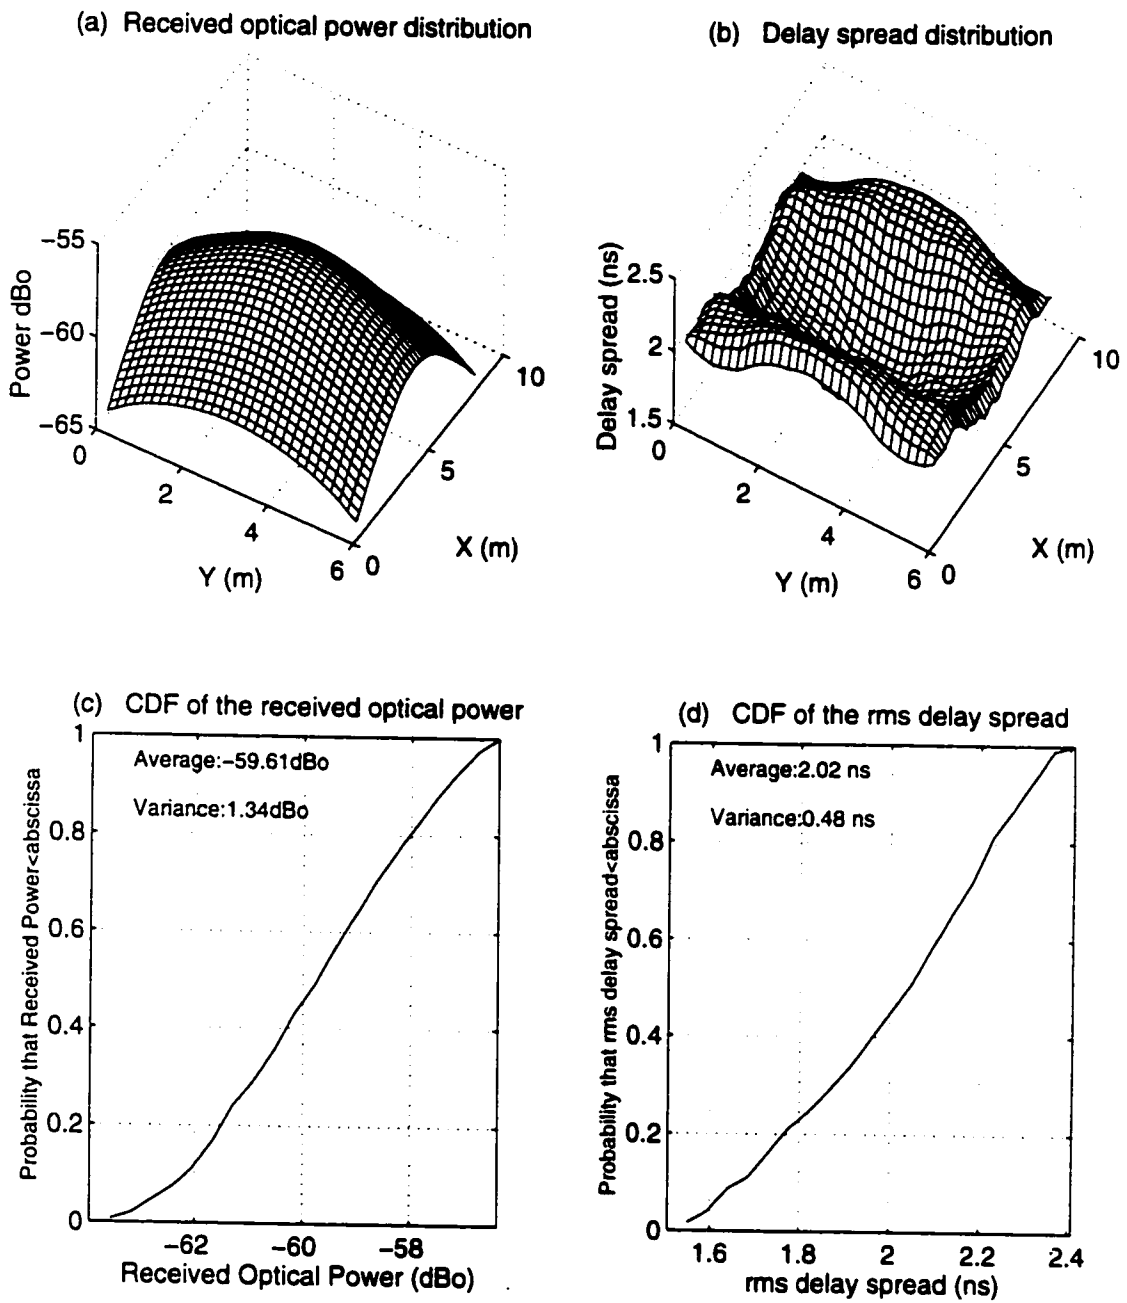 (a) Received optical power distribution
(b) Delay spread distribution
Power dBo
−55
−60
−65
0
2
4
6
Y (m)
0
5
10
X (m)
Delay spread (ns)
2.5
2
1.5
0
2
4
6
Y (m)
0
5
10
X (m)
(c) CDF of the received optical power
Probability that Received Power<abscissa
1
0.8
0.6
0.4
0.2
0
Average:−59.61dBo
Variance:1.34dBo
−62
−60
−58
Received Optical Power (dBo)
(d) CDF of the rms delay spread
Probability that rms delay spread<abscissa
1
0.8
0.6
0.4
0.2
0
Average:2.02 ns
Variance:0.48 ns
1.6
1.8
2
2.2
2.4
rms delay spread (ns)